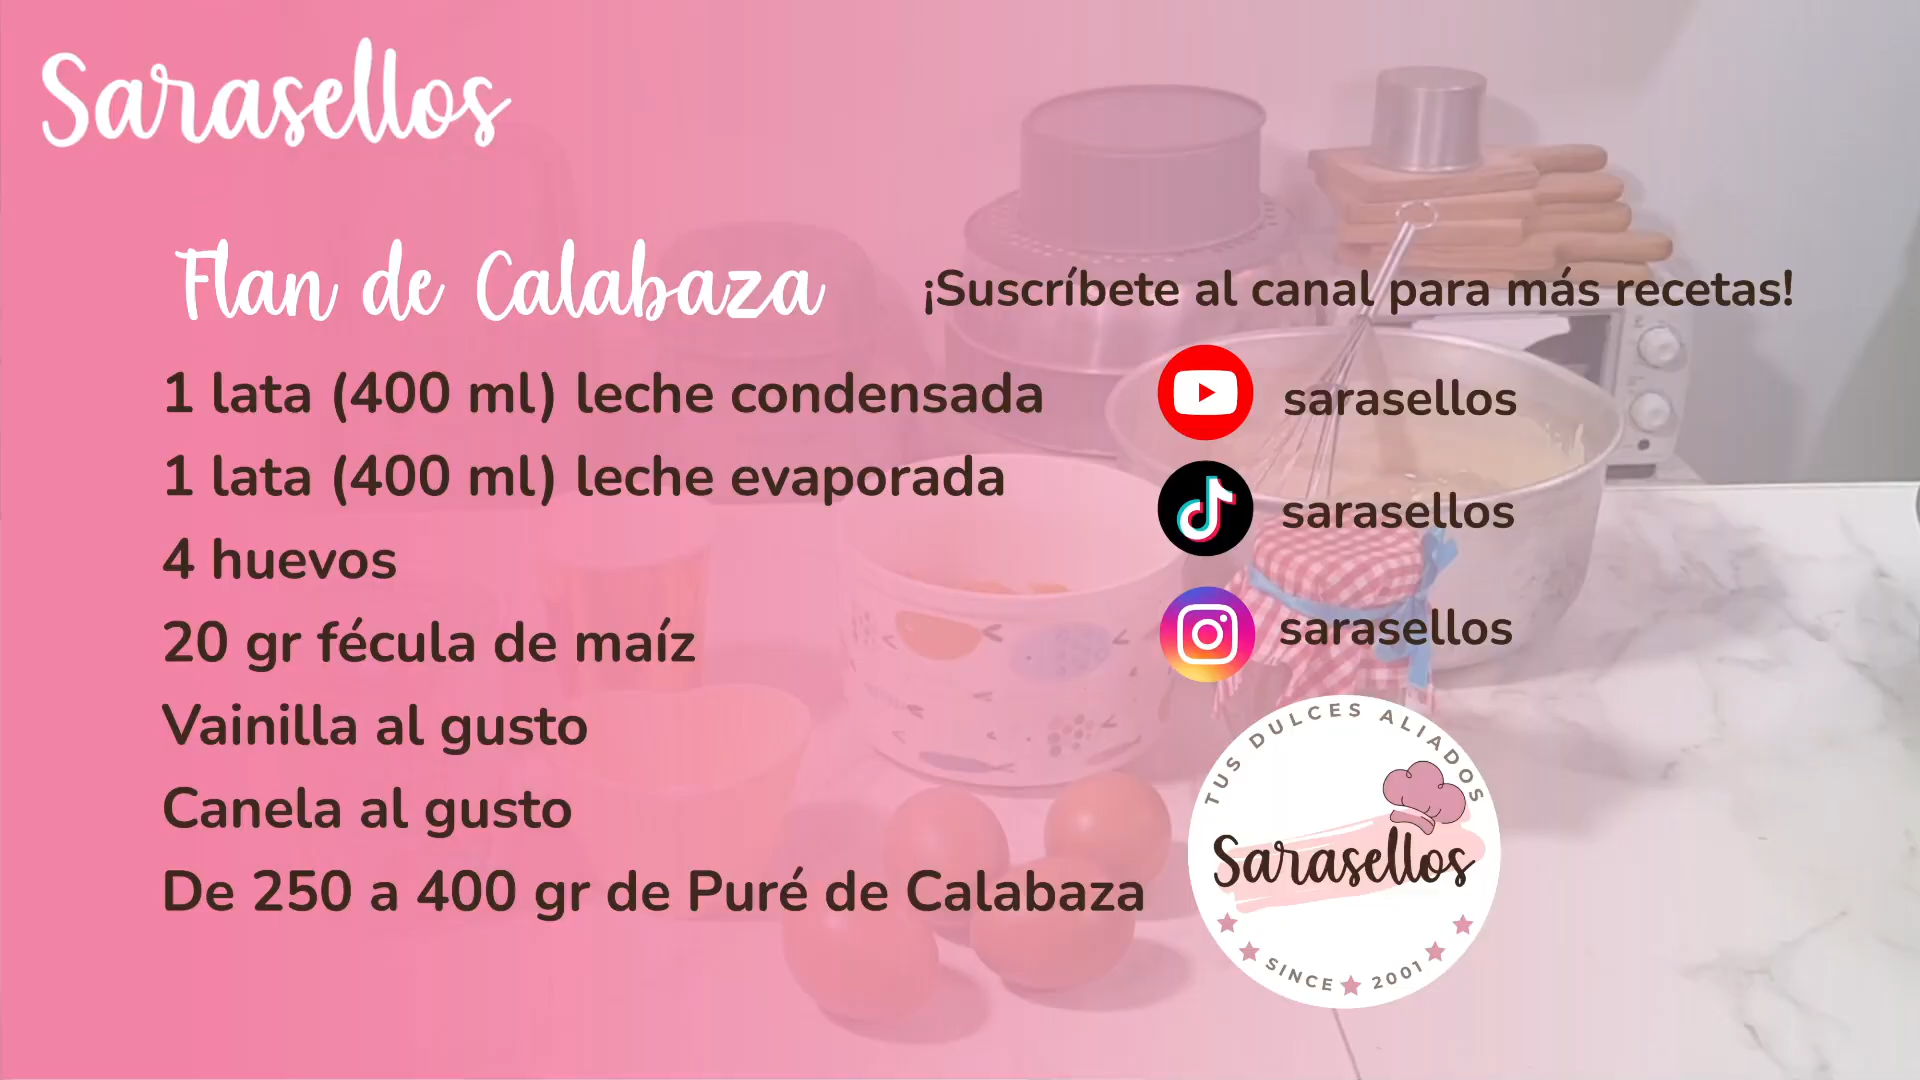 Sarasellos
Flan de Calabaza
1 lata (400 ml) leche condensada
1 lata (400 ml) leche evaporada
4 huevos
20 gr fécula de maíz
Vainilla al gusto
Canela al gusto
De 250 a 400 gr de Puré de Calabaza
¡Suscríbete al canal para más recetas!
sarasellos
sarasellos
sarasellos
TUS DULCES ALIADOS
Sarasellos
SINCE 2001